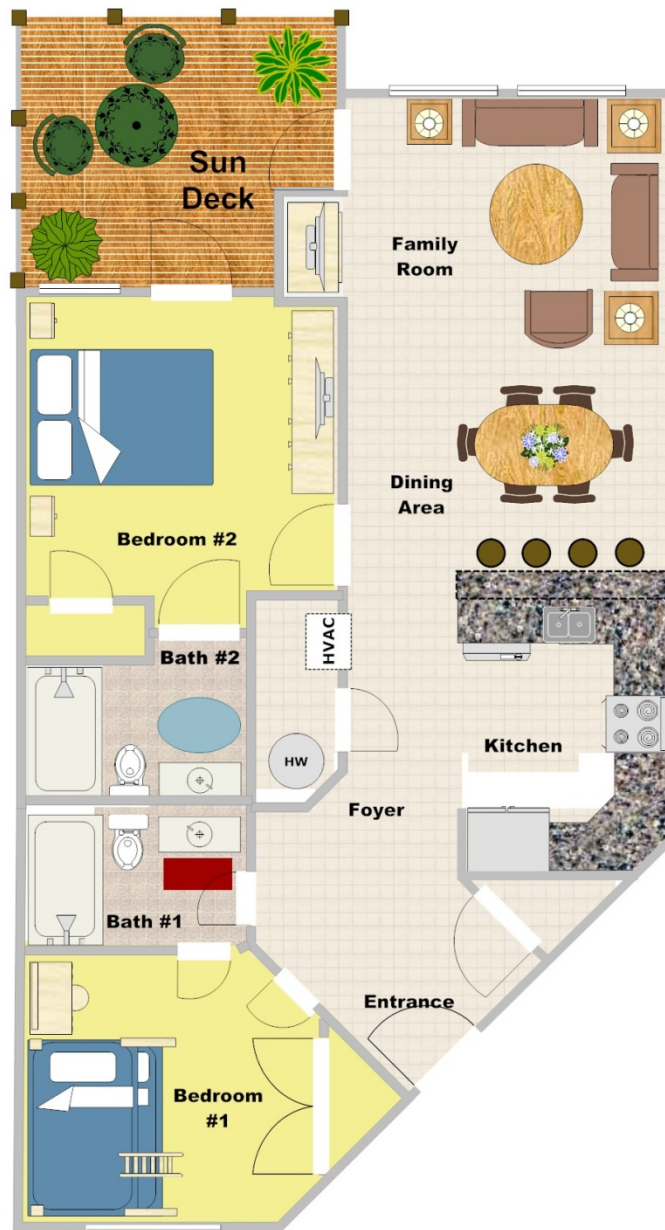 Sun
Deck
Family
Room
Dining
Area
Bedroom #2
Bath #2
HVAC
HW
Kitchen
Foyer
Bath #1
Entrance
Bedroom
#1